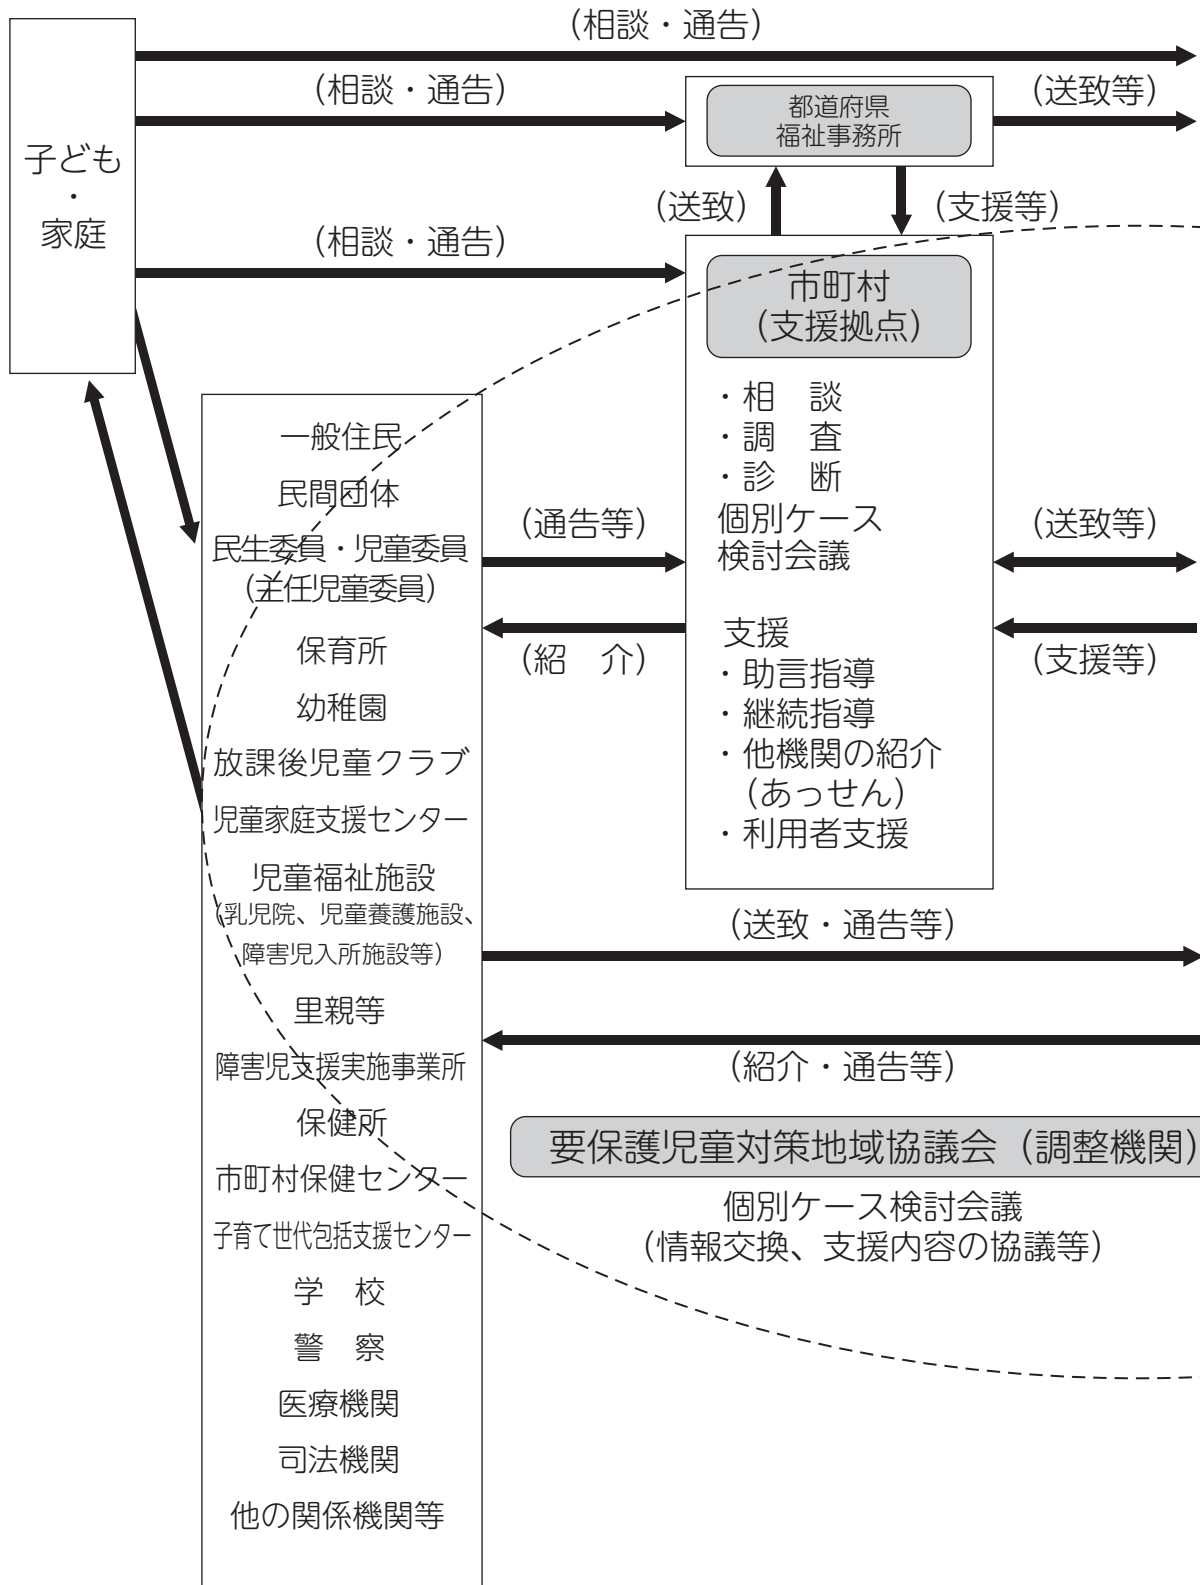 (相談・通告)
(相談・通告)
都道府県
福祉事務所
(送致等)
子ども
・
家庭
(送致)
(支援等)
(相談・通告)
市町村
(支援拠点)
・相　談
・調　査
・診　断
個別ケース
検討会議
支援
・助言指導
・継続指導
・他機関の紹介
(あっせん)
・利用者支援
一般住民
民間団体
民生委員・児童委員
(主任児童委員)
保育所
幼稚園
放課後児童クラブ
児童家庭支援センター
児童福祉施設
(乳児院、児童養護施設、
障害児入所施設等)
里親等
障害児支援実施事業所
保健所
市町村保健センター
子育て世代包括支援センター
学　校
警　察
医療機関
司法機関
他の関係機関等
(通告等)
(紹　介)
(送致等)
(支援等)
(送致・通告等)
(紹介・通告等)
要保護児童対策地域協議会(調整機関)
個別ケース検討会議
(情報交換、支援内容の協議等)